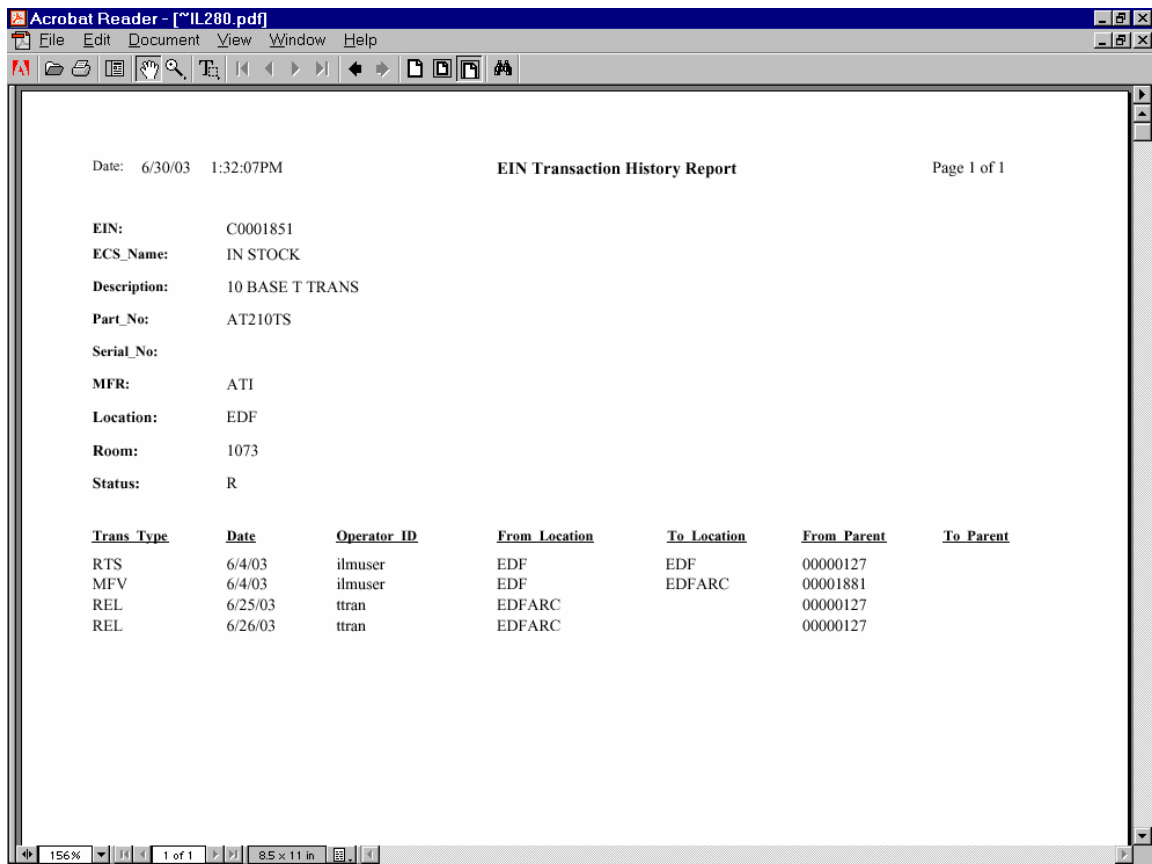 Acrobat Reader - [~IL280.pdf]
File Edit Document View Window Help
Date: 6/30/03 1:32:07PM EIN Transaction History Report Page 1 of 1
EIN: C0001851
ECS_Name: IN STOCK
Description: 10 BASE T TRANS
Part_No: AT210TS
Serial_No:
MFR: ATI
Location: EDF
Room: 1073
Status: R
Trans_Type Date Operator_ID From_Location To_Location From_Parent To_Parent
RTS 6/4/03 ilmuser EDF EDF 00000127
MFV 6/4/03 ilmuser EDF EDFARC 00001881
REL 6/25/03 ttran EDFARC 00000127
REL 6/26/03 ttran EDFARC 00000127
156% 1 of 1 8.5 x 11 in